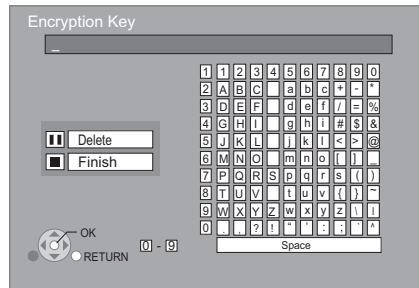 Encryption Key
_
1 1 2 3 4 5 6 7 8 9 0
2 A B C a b c + - *
3 D E F d e f / = %
4 G H I g h i # $ &
5 J K L j k l < > @
6 M N O m n o [ ] _
7 P Q R S p q r s ( )
8 T U V t u v { } ~
9 W X Y Z w x y z \ |
0 . , ? ! " ' : ; ` ^
Space
Delete
Finish
OK
RETURN
0 - 9